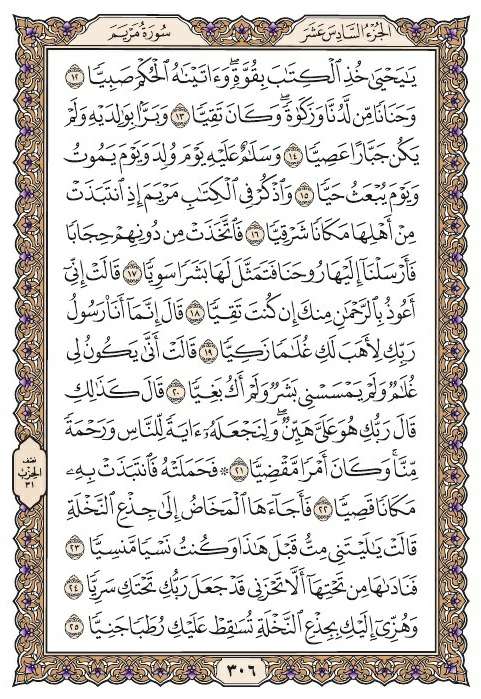 الجزء السادس عشر
سورة مريم
يَٰيَحْيَىٰ خُذِ ٱلْكِتَٰبَ بِقُوَّةٍۖ وَءَاتَيْنَٰهُ ٱلْحُكْمَ صَبِيًّا ١٢
وَحَنَانًا مِّن لَّدُنَّا وَزَكَوٰةًۖ وَكَانَ تَقِيًّا ١٣ وَبَرًّۢا بِوَٰلِدَيْهِ وَلَمْ
يَكُن جَبَّارًا عَصِيًّا ١٤ وَسَلَٰمٌ عَلَيْهِ يَوْمَ وُلِدَ وَيَوْمَ يَمُوتُ
وَيَوْمَ يُبْعَثُ حَيًّا ١٥ وَٱذْكُرْ فِي ٱلْكِتَٰبِ مَرْيَمَ إِذِ ٱنتَبَذَتْ
مِنْ أَهْلِهَا مَكَانًا شَرْقِيًّا ١٦ فَٱتَّخَذَتْ مِن دُونِهِمْ حِجَابًا
فَأَرْسَلْنَآ إِلَيْهَا رُوحَنَا فَتَمَثَّلَ لَهَا بَشَرًا سَوِيًّا ١٧ قَالَتْ إِنِّيٓ
أَعُوذُ بِٱلرَّحْمَٰنِ مِنكَ إِن كُنتَ تَقِيًّا ١٨ قَالَ إِنَّمَآ أَنَا۠ رَسُولُ
رَبِّكِ لِأَهَبَ لَكِ غُلَٰمًا زَكِيًّا ١٩ قَالَتْ أَنَّىٰ يَكُونُ لِي
غُلَٰمٌ وَلَمْ يَمْسَسْنِي بَشَرٌ وَلَمْ أَكُ بَغِيًّا ٢٠ قَالَ كَذَٰلِكِ
قَالَ رَبُّكِ هُوَ عَلَيَّ هَيِّنٌۖ وَلِنَجْعَلَهُۥٓ ءَايَةً لِّلنَّاسِ وَرَحْمَةً
مِّنَّاۚ وَكَانَ أَمْرًا مَّقْضِيًّا ٢١ ۞ فَحَمَلَتْهُ فَٱنتَبَذَتْ بِهِۦ
مَكَانًا قَصِيًّا ٢٢ فَأَجَآءَهَا ٱلْمَخَاضُ إِلَىٰ جِذْعِ ٱلنَّخْلَةِ
قَالَتْ يَٰلَيْتَنِي مِتُّ قَبْلَ هَٰذَا وَكُنتُ نَسْيًا مَّنسِيًّا ٢٣
فَنَادَىٰهَا مِن تَحْتِهَآ أَلَّا تَحْزَنِي قَدْ جَعَلَ رَبُّكِ تَحْتَكِ سَرِيًّا ٢٤
وَهُزِّيٓ إِلَيْكِ بِجِذْعِ ٱلنَّخْلَةِ تُسَٰقِطْ عَلَيْكِ رُطَبًا جَنِيًّا ٢٥
نصف
الحزب
٣١
٣٠٦